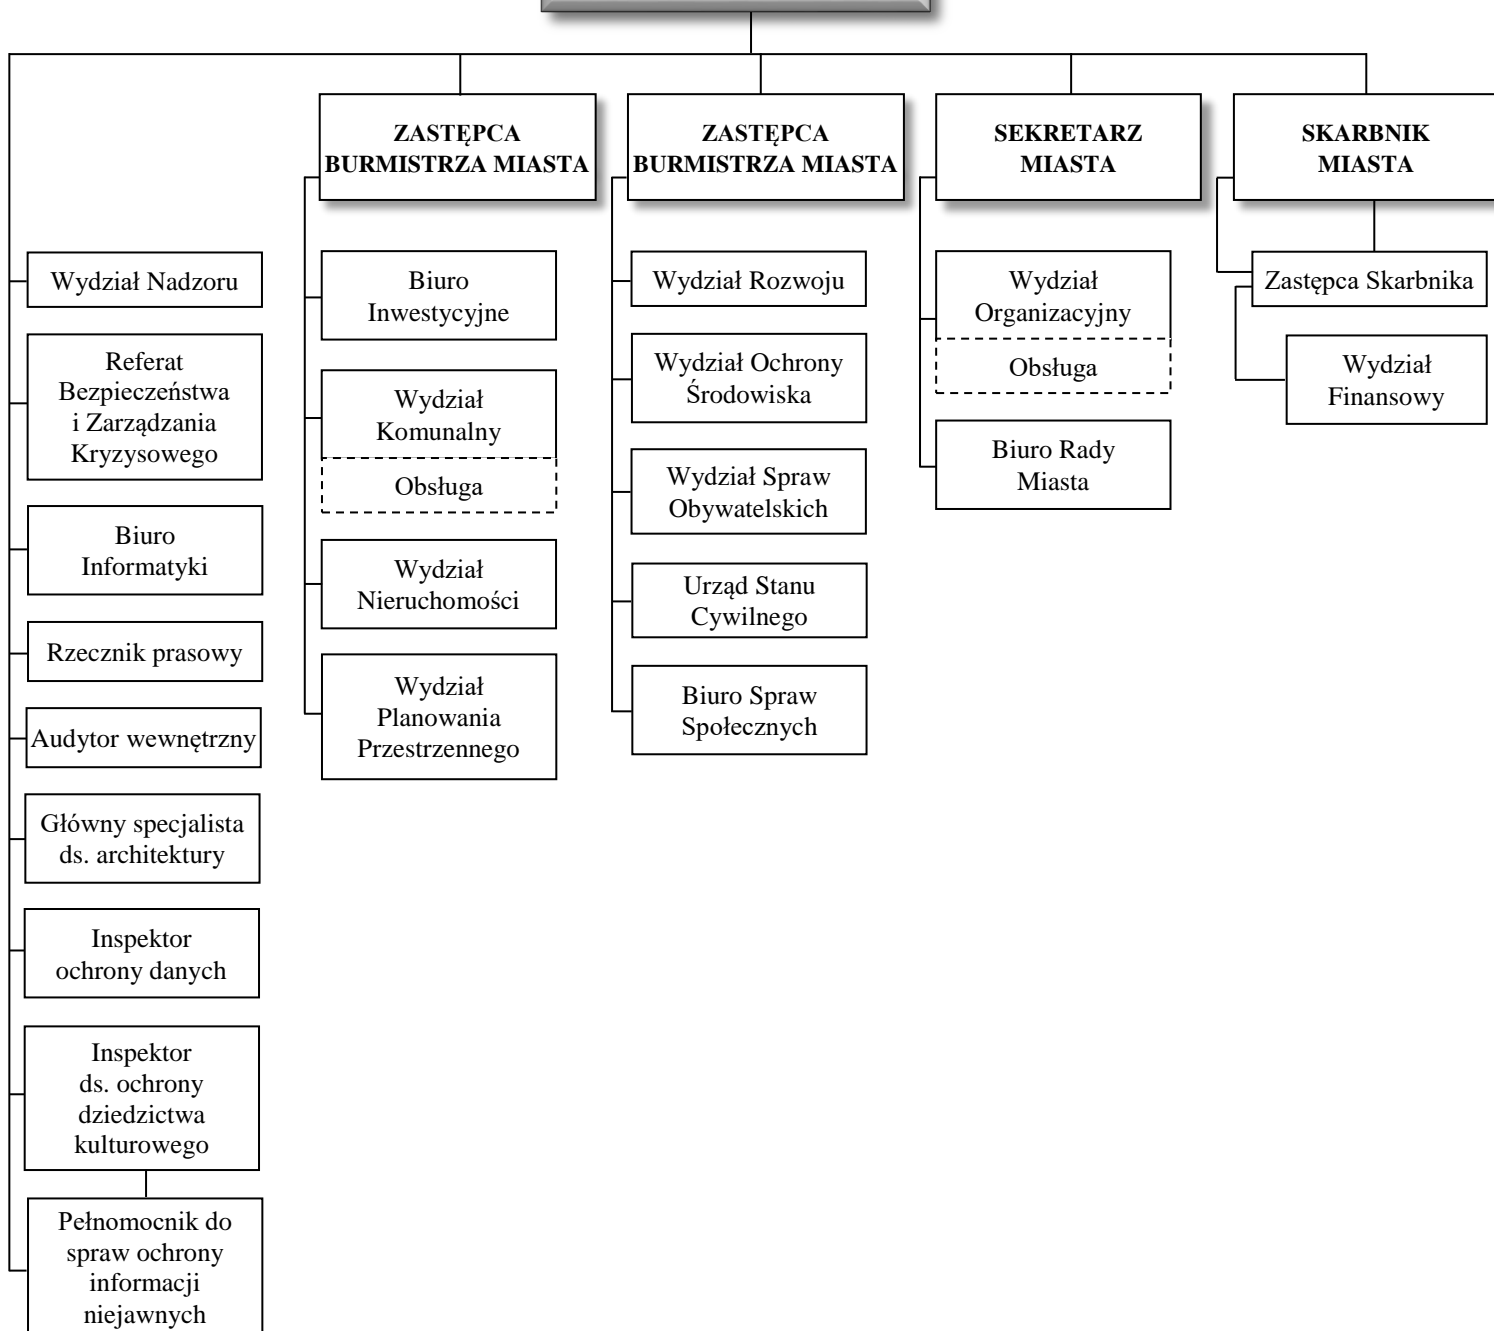 ZASTĘPCA
BURMISTRZA MIASTA
ZASTĘPCA
BURMISTRZA MIASTA
SEKRETARZ
MIASTA
SKARBNIK
MIASTA
Wydział Nadzoru
Referat
Bezpieczeństwa
i Zarządzania
Kryzysowego
Biuro
Informatyki
Rzecznik prasowy
Audytor wewnętrzny
Główny specjalista
ds. architektury
Inspektor
ochrony danych
Inspektor
ds. ochrony
dziedzictwa
kulturowego
Pełnomocnik do
spraw ochrony
informacji
niejawnych
Biuro
Inwestycyjne
Wydział
Komunalny
Obsługa
Wydział
Nieruchomości
Wydział
Planowania
Przestrzennego
Wydział Rozwoju
Wydział Ochrony
Środowiska
Wydział Spraw
Obywatelskich
Urząd Stanu
Cywilnego
Biuro Spraw
Społecznych
Wydział
Organizacyjny
Obsługa
Biuro Rady
Miasta
Zastępca Skarbnika
Wydział
Finansowy